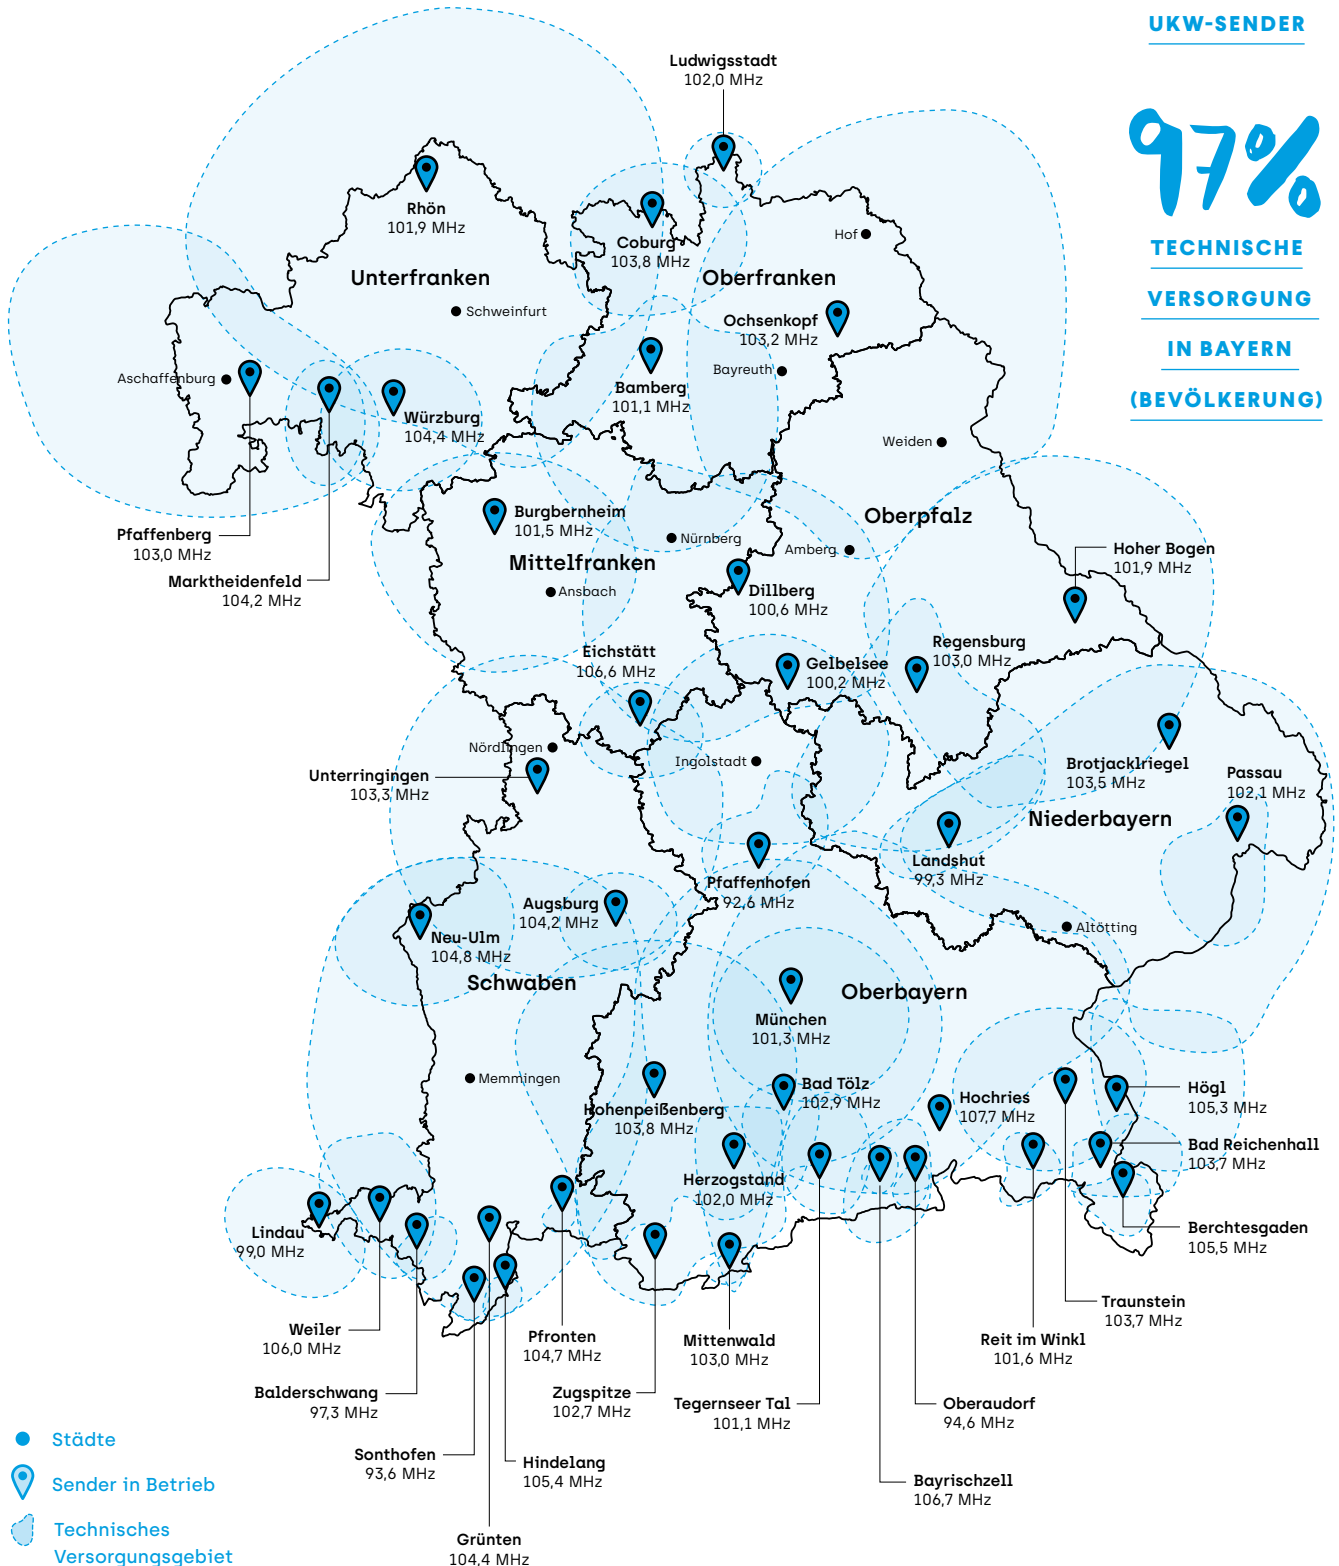 UKW-SENDER
97%
TECHNISCHE
VERSORGUNG
IN BAYERN
(BEVÖLKERUNG)
Ludwigsstadt
102,0 MHz
Rhön
101,9 MHz
Coburg
103,8 MHz
Hof
Unterfranken
Oberfranken
Schweinfurt
Ochsenkopf
103,2 MHz
Aschaffenburg
Bayreuth
Bamberg
101,1 MHz
Würzburg
104,4 MHz
Weiden
Pfaffenberg
103,0 MHz
Marktheidenfeld
104,2 MHz
Burgbernheim
101,5 MHz
Mittelfranken
Nürnberg
Oberpfalz
Amberg
Ansbach
Dillberg
100,6 MHz
Hoher Bogen
101,9 MHz
Eichstätt
106,6 MHz
Gelbelsee
100,2 MHz
Regensburg
103,0 MHz
Nördlingen
Ingolstadt
Unterringingen
103,3 MHz
Brotjacklriegel
103,5 MHz
Passau
102,1 MHz
Niederbayern
Landshut
99,3 MHz
Pfaffenhofen
92,6 MHz
Augsburg
104,2 MHz
Neu-Ulm
104,8 MHz
Altötting
Schwaben
Oberbayern
München
101,3 MHz
Memmingen
Hohenpeißenberg
103,8 MHz
Bad Tölz
102,9 MHz
Hochries
107,7 MHz
Högl
105,3 MHz
Bad Reichenhall
103,7 MHz
Herzogstand
102,0 MHz
Lindau
99,0 MHz
Berchtesgaden
105,5 MHz
Weiler
106,0 MHz
Pfronten
104,7 MHz
Mittenwald
103,0 MHz
Reit im Winkl
101,6 MHz
Traunstein
103,7 MHz
Balderschwang
97,3 MHz
Zugspitze
102,7 MHz
Tegernseer Tal
101,1 MHz
Oberaudorf
94,6 MHz
Sonthofen
93,6 MHz
Hindelang
105,4 MHz
Bayrischzell
106,7 MHz
Grünten
104,4 MHz
Städte
Sender in Betrieb
Technisches
Versorgungsgebiet